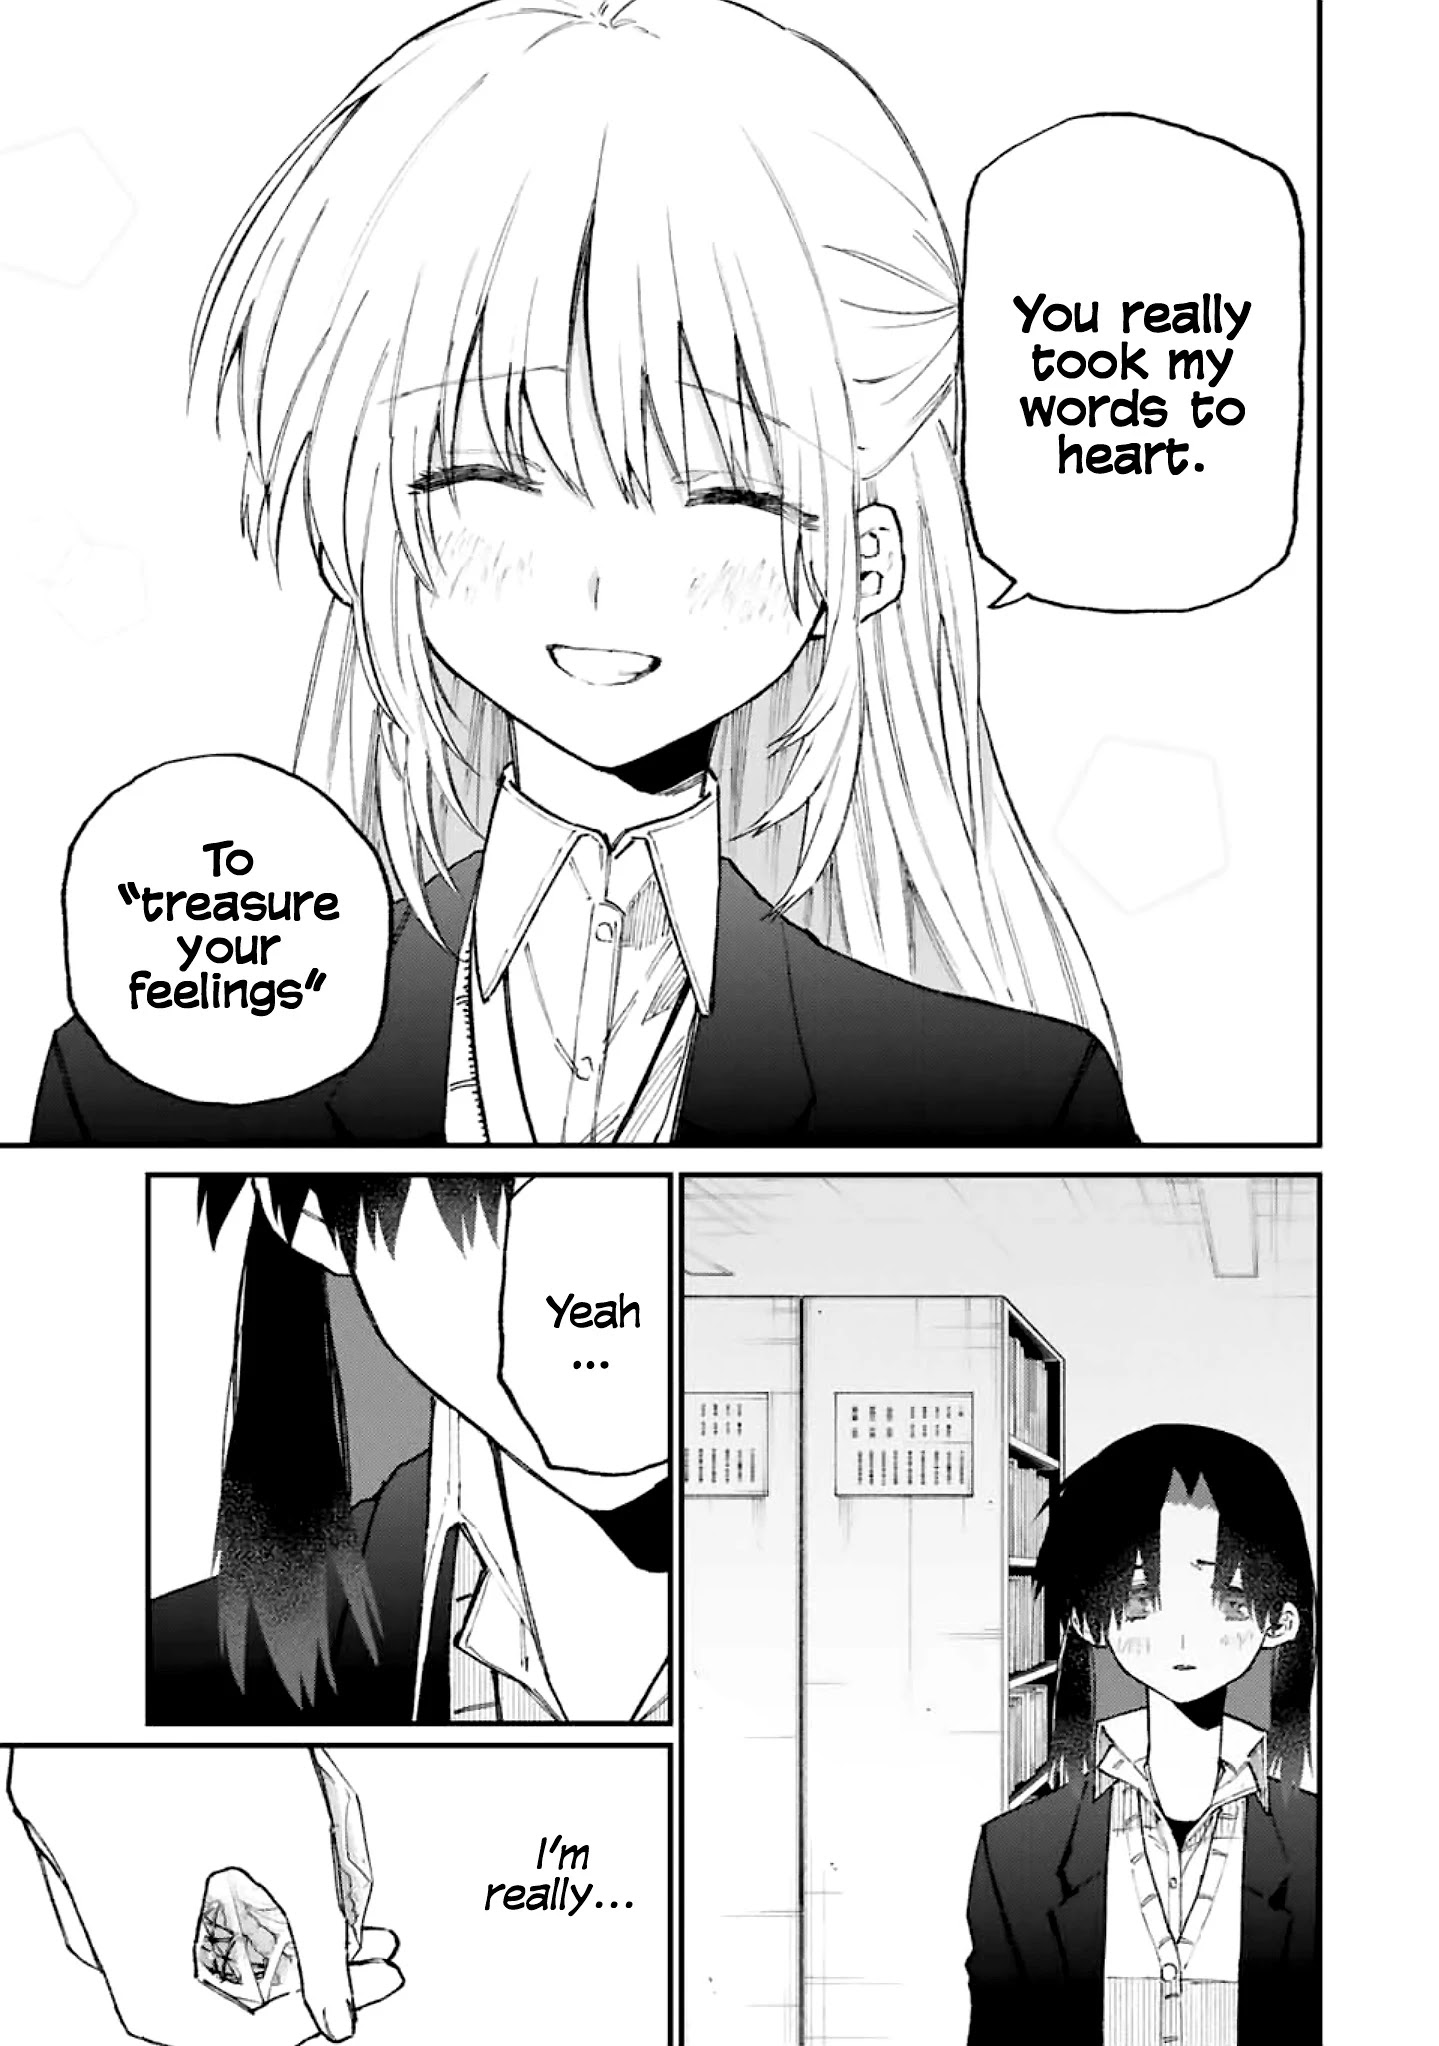 You really
took my
words to
heart.
To
“treasure
your
feelings”
Yeah
...
I'm
really...